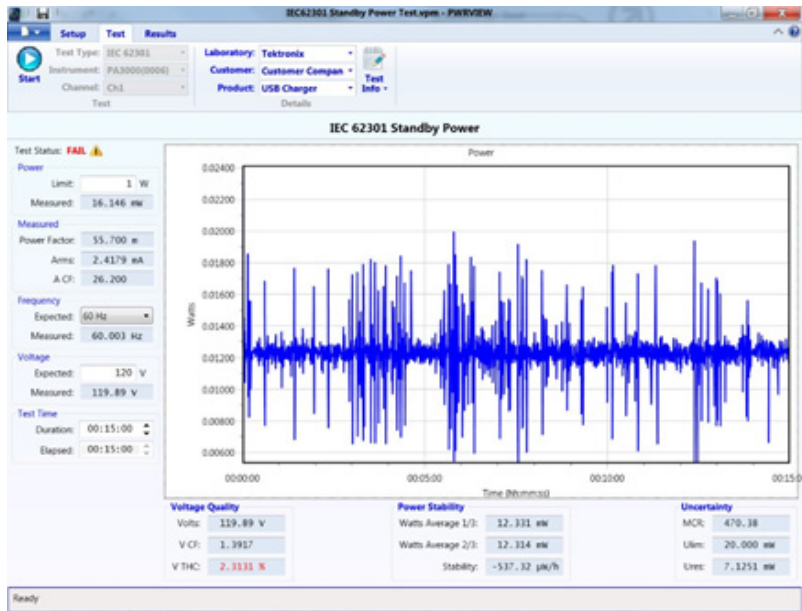 IEC62301 Standby Power Test.vpm - PWRVIEW
Setup Test Results
Start
Test Type: IEC 62301
Instrument: PA3000(0006)
Channel: Ch1
Test
Laboratory: Tektronix
Customer: Customer Compan
Product: USB Charger
Test Info
Details
IEC 62301 Standby Power
Test Status: FAIL
Power
Limit: 1 W
Measured: 16.146 mW
Measured
Power Factor: 55.700 m
Arms: 2.4179 mA
A CF: 26.200
Frequency
Expected: 60 Hz
Measured: 60.003 Hz
Voltage
Expected: 120 V
Measured: 119.89 V
Test Time
Duration: 00:15:00
Elapsed: 00:15:00
Power
Watts
0.02400
0.02200
0.02000
0.01800
0.01600
0.01400
0.01200
0.01000
0.00800
0.00600
00:00:00 00:05:00 00:10:00 00:15:0
Time (hh:mm:ss)
Voltage Quality
Volts: 119.89 V
V CF: 1.3917
V THC: 2.3131 %
Power Stability
Watts Average 1/3: 12.331 mW
Watts Average 2/3: 12.314 mW
Stability: -537.32 µW/h
Uncertainty
MCR: 470.38
Ulim: 20.000 mW
Ures: 7.1251 mW
Ready